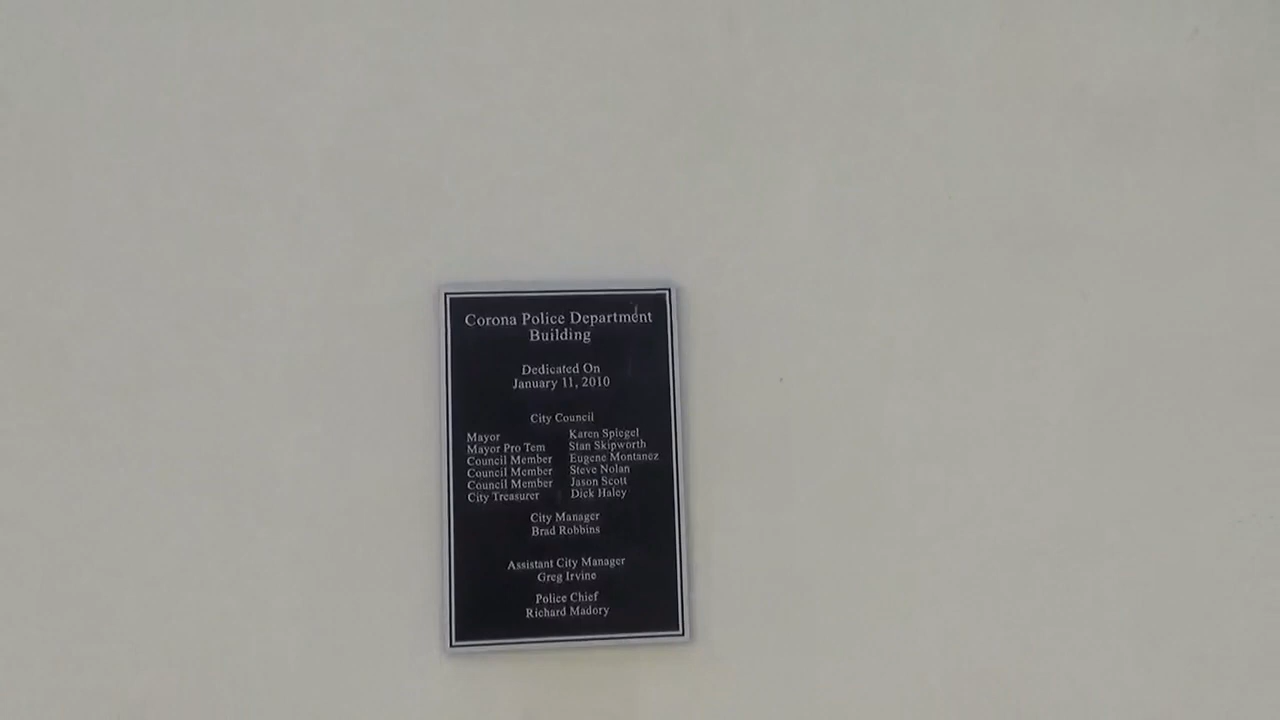 Corona Police Department
Building
Dedicated On
January 11, 2010
City Council
Mayor Karen Spiegel
Mayor Pro Tem Stan Skipworth
Council Member Eugene Montanez
Council Member Steve Nolan
Council Member Jason Scott
City Treasurer Dick Haley
City Manager
Brad Robbins
Assistant City Manager
Greg Irvine
Police Chief
Richard Madory